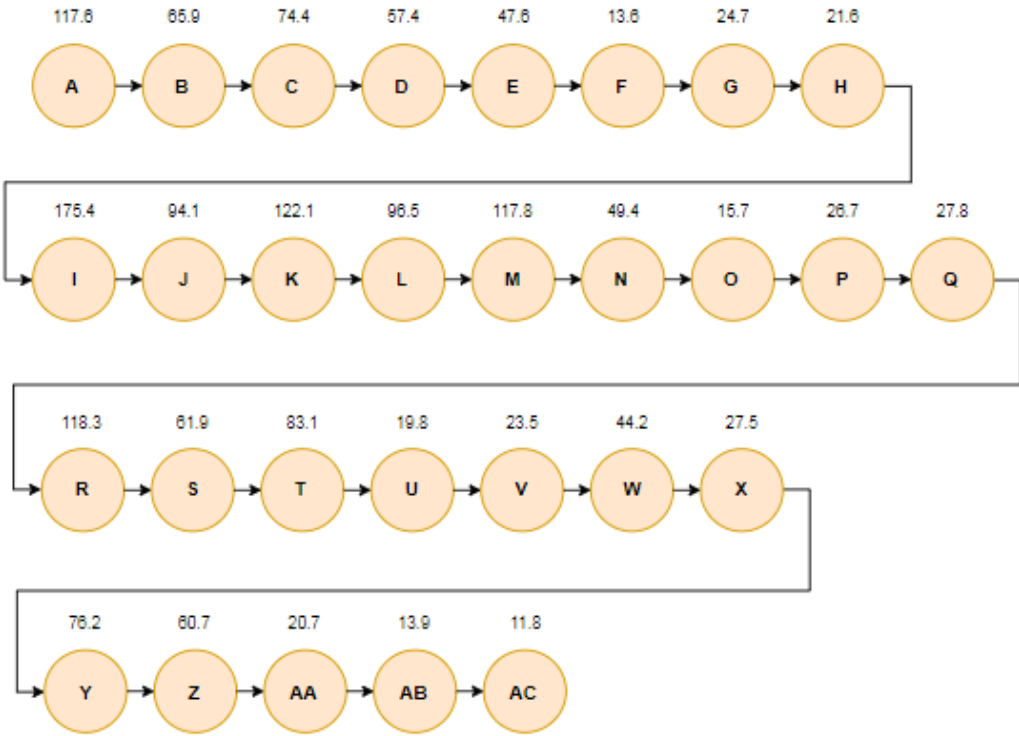 117.6 65.9 74.4 57.4 47.6 13.6 24.7 21.6
A B C D E F G H
175.4 94.1 122.1 96.5 117.8 49.4 15.7 26.7 27.8
I J K L M N O P Q
118.3 61.9 83.1 19.8 23.5 44.2 27.5
R S T U V W X
76.2 60.7 20.7 13.9 11.8
Y Z AA AB AC